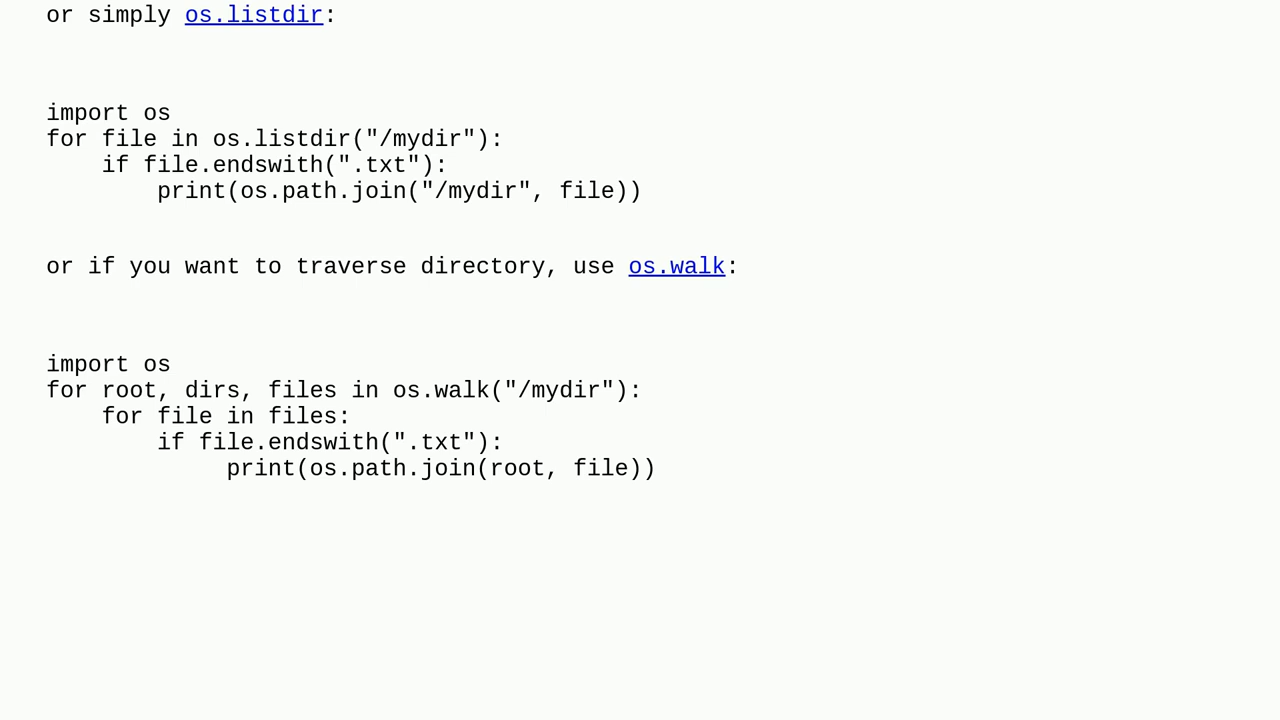 or simply os.listdir:
import os
for file in os.listdir("/mydir"):
    if file.endswith(".txt"):
        print(os.path.join("/mydir", file))
or if you want to traverse directory, use os.walk:
import os
for root, dirs, files in os.walk("/mydir"):
    for file in files:
        if file.endswith(".txt"):
             print(os.path.join(root, file))